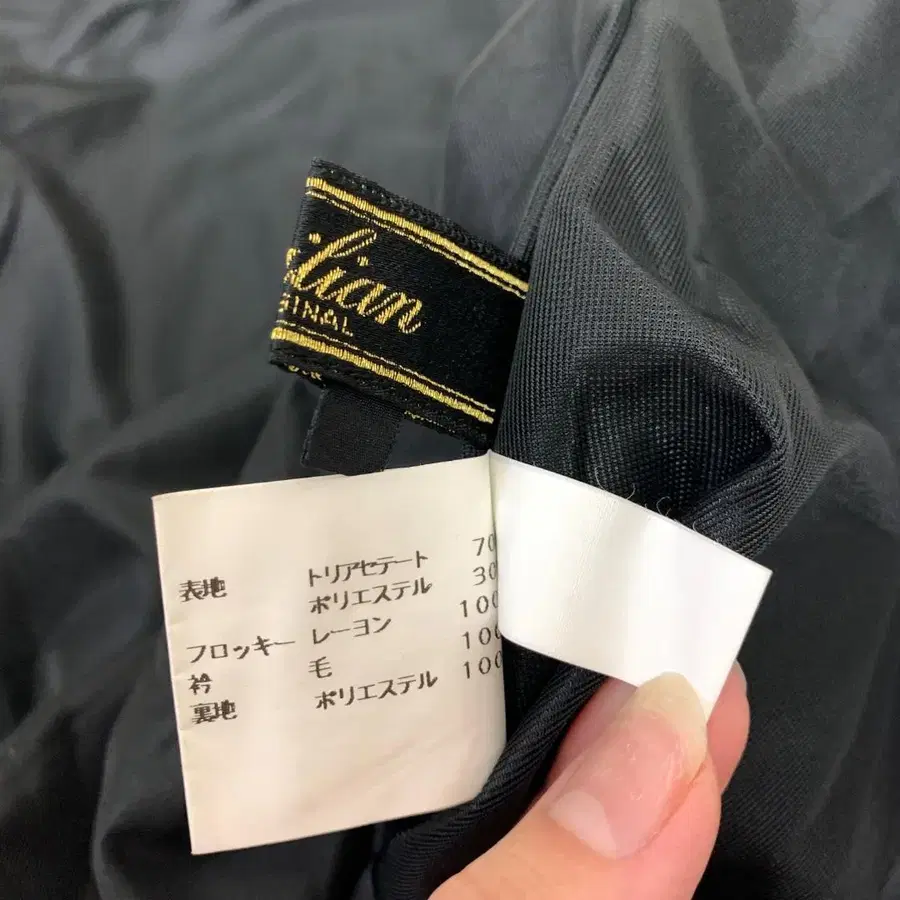 ilian
GINAL
表地 トリアセテート 70
ポリエステル 30
フロッキー レーヨン 100
衿 毛 100
裏地 ポリエステル 100